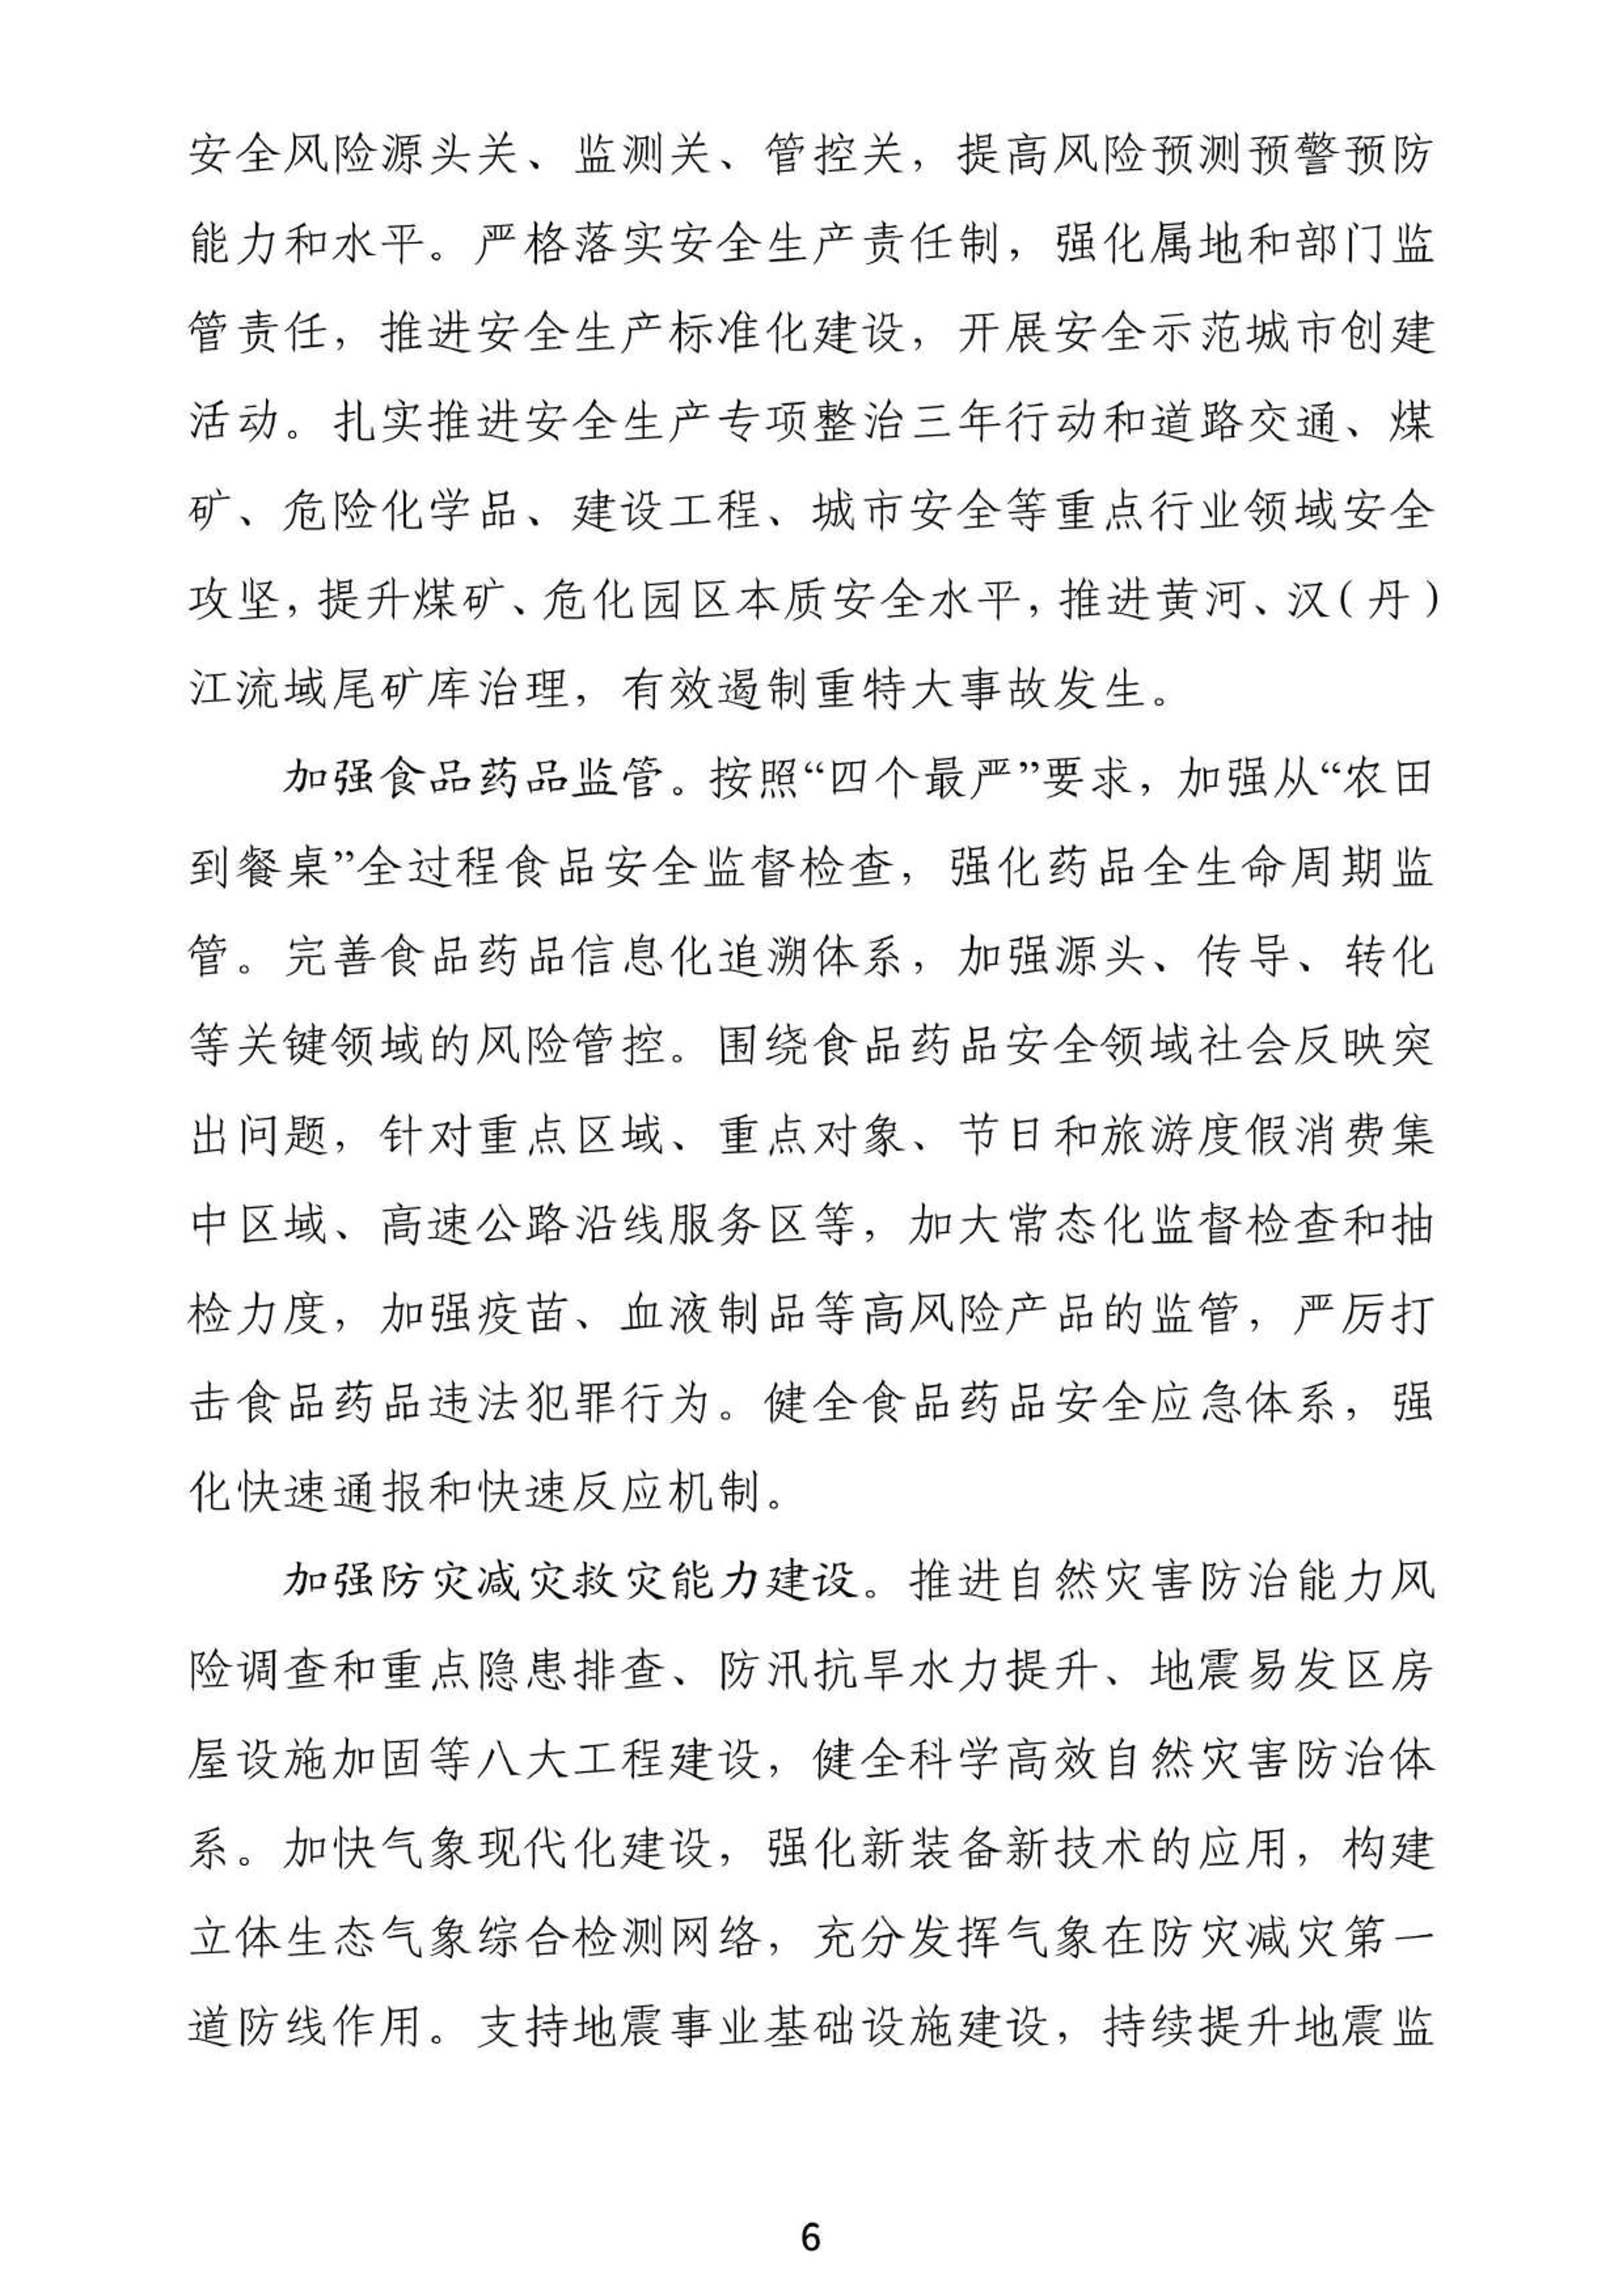 安全风险源头关、监测关、管控关，提高风险预测预警预防
能力和水平。严格落实安全生产责任制，强化属地和部门监
管责任，推进安全生产标准化建设，开展安全示范城市创建
活动。扎实推进安全生产专项整治三年行动和道路交通、煤
矿、危险化学品、建设工程、城市安全等重点行业领域安全
攻坚，提升煤矿、危化园区本质安全水平，推进黄河、汉（丹）
江流域尾矿库治理，有效遏制重特大事故发生。
加强食品药品监管。按照“四个最严”要求，加强从“农田
到餐桌”全过程食品安全监督检查，强化药品全生命周期监
管。完善食品药品信息化追溯体系，加强源头、传导、转化
等关键领域的风险管控。围绕食品药品安全领域社会反映突
出问题，针对重点区域、重点对象、节日和旅游度假消费集
中区域、高速公路沿线服务区等，加大常态化监督检查和抽
检力度，加强疫苗、血液制品等高风险产品的监管，严厉打
击食品药品违法犯罪行为。健全食品药品安全应急体系，强
化快速通报和快速反应机制。
加强防灾减灾救灾能力建设。推进自然灾害防治能力风
险调查和重点隐患排查、防汛抗旱水力提升、地震易发区房
屋设施加固等八大工程建设，健全科学高效自然灾害防治体
系。加快气象现代化建设，强化新装备新技术的应用，构建
立体生态气象综合检测网络，充分发挥气象在防灾减灾第一
道防线作用。支持地震事业基础设施建设，持续提升地震监
6